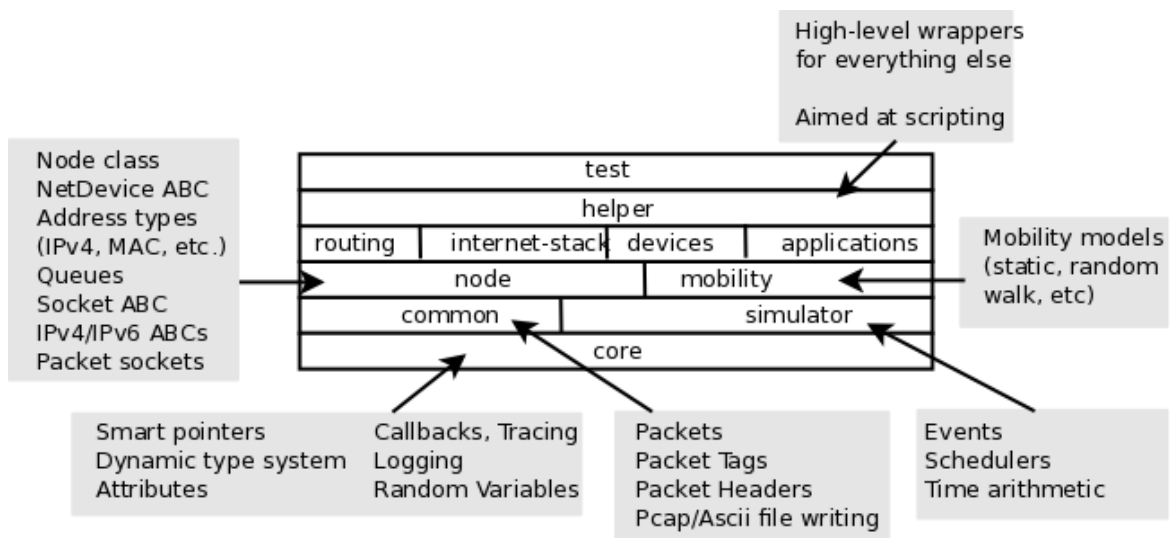 High-level wrappers
for everything else
Aimed at scripting
Node class
NetDevice ABC
Address types
(IPv4, MAC, etc.)
Queues
Socket ABC
IPv4/IPv6 ABCs
Packet sockets
test
helper
routing internet-stack devices applications
node mobility
common simulator
core
Mobility models
(static, random
walk, etc)
Smart pointers
Dynamic type system
Attributes
Callbacks, Tracing
Logging
Random Variables
Packets
Packet Tags
Packet Headers
Pcap/Ascii file writing
Events
Schedulers
Time arithmetic